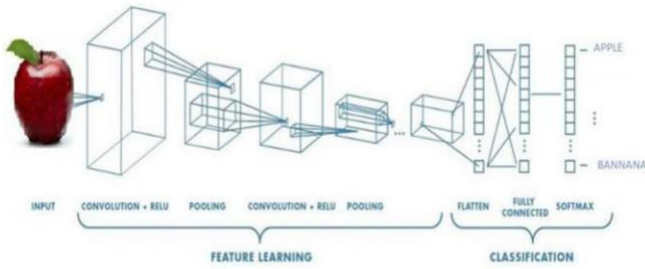 APPLE
BANNANA
INPUT CONVOLUTION + RELU POOLING CONVOLUTION + RELU POOLING FLATTEN FULLY CONNECTED SOFTMAX
FEATURE LEARNING CLASSIFICATION